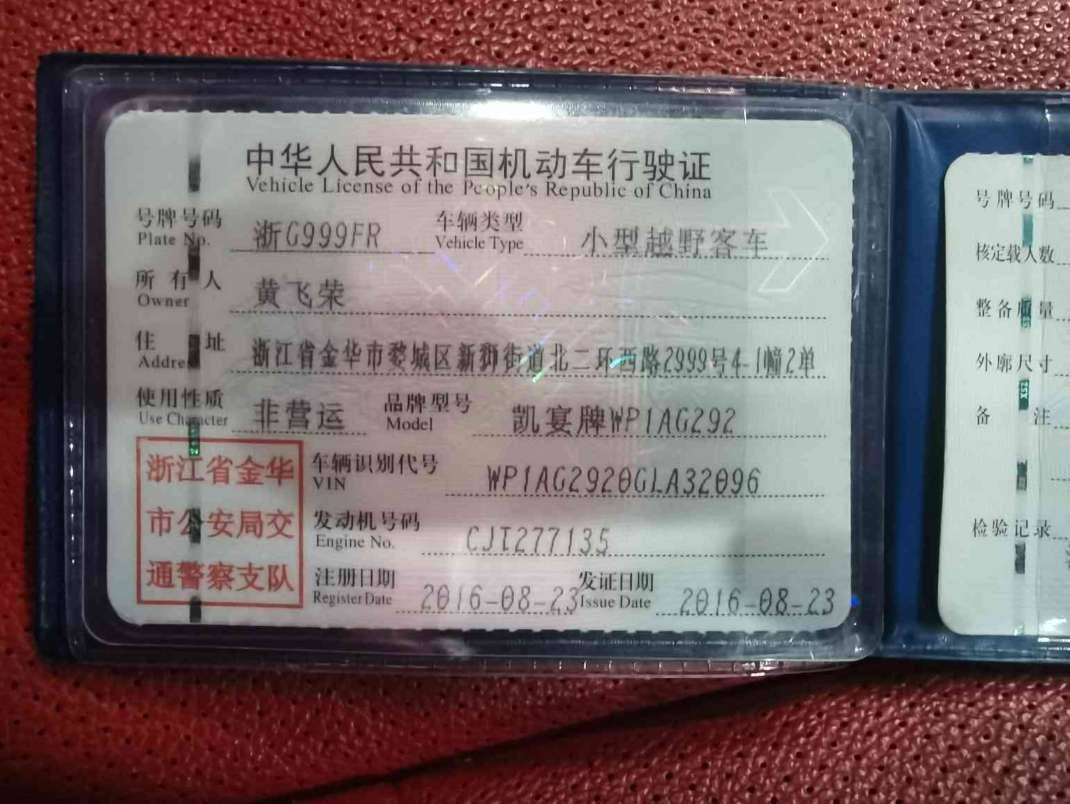 中华人民共和国机动车行驶证
Vehicle License of the People's Republic of China
号牌号码 浙G999FR 车辆类型 小型越野客车
Plate No. Vehicle Type
所有人 黄飞荣
Owner
住址 浙江省金华市婺城区新狮街道北二环西路2999号4-1幢2单
Address
使用性质 非营运 品牌型号 凯宴牌WP1AG292
Use Character Model
浙江省金华
市公安局交
通警察支队
车辆识别代号 WP1AG2920GLA32096
VIN
发动机号码 CJT277135
Engine No.
注册日期 2016-08-23 发证日期 2016-08-23
Register Date Issue Date
号牌号码
核定载人数
整备质量
外廓尺寸
备注
检验记录